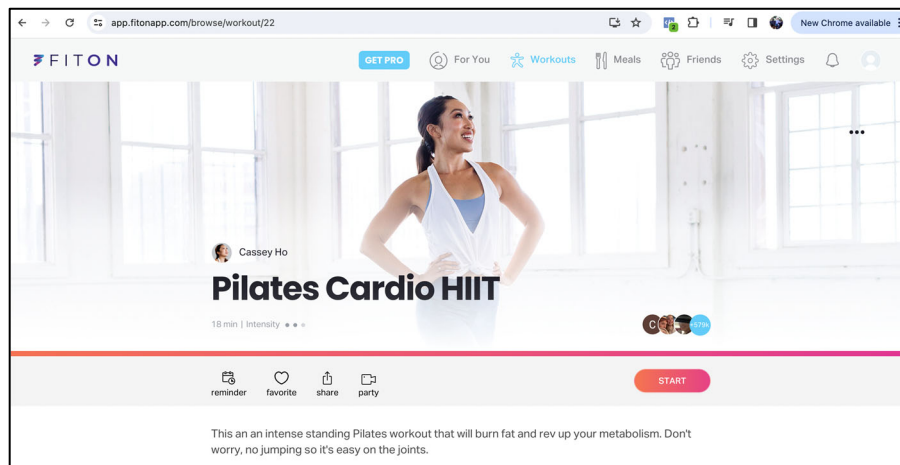 app.fitonapp.com/browse/workout/22
2
New Chrome available
FITON
GET PRO For You Workouts Meals Friends Settings
Cassey Ho
Pilates Cardio HIIT
18 min | Intensity
C +979k
reminder favorite share party
START
This an an intense standing Pilates workout that will burn fat and rev up your metabolism. Don't
worry, no jumping so it's easy on the joints.